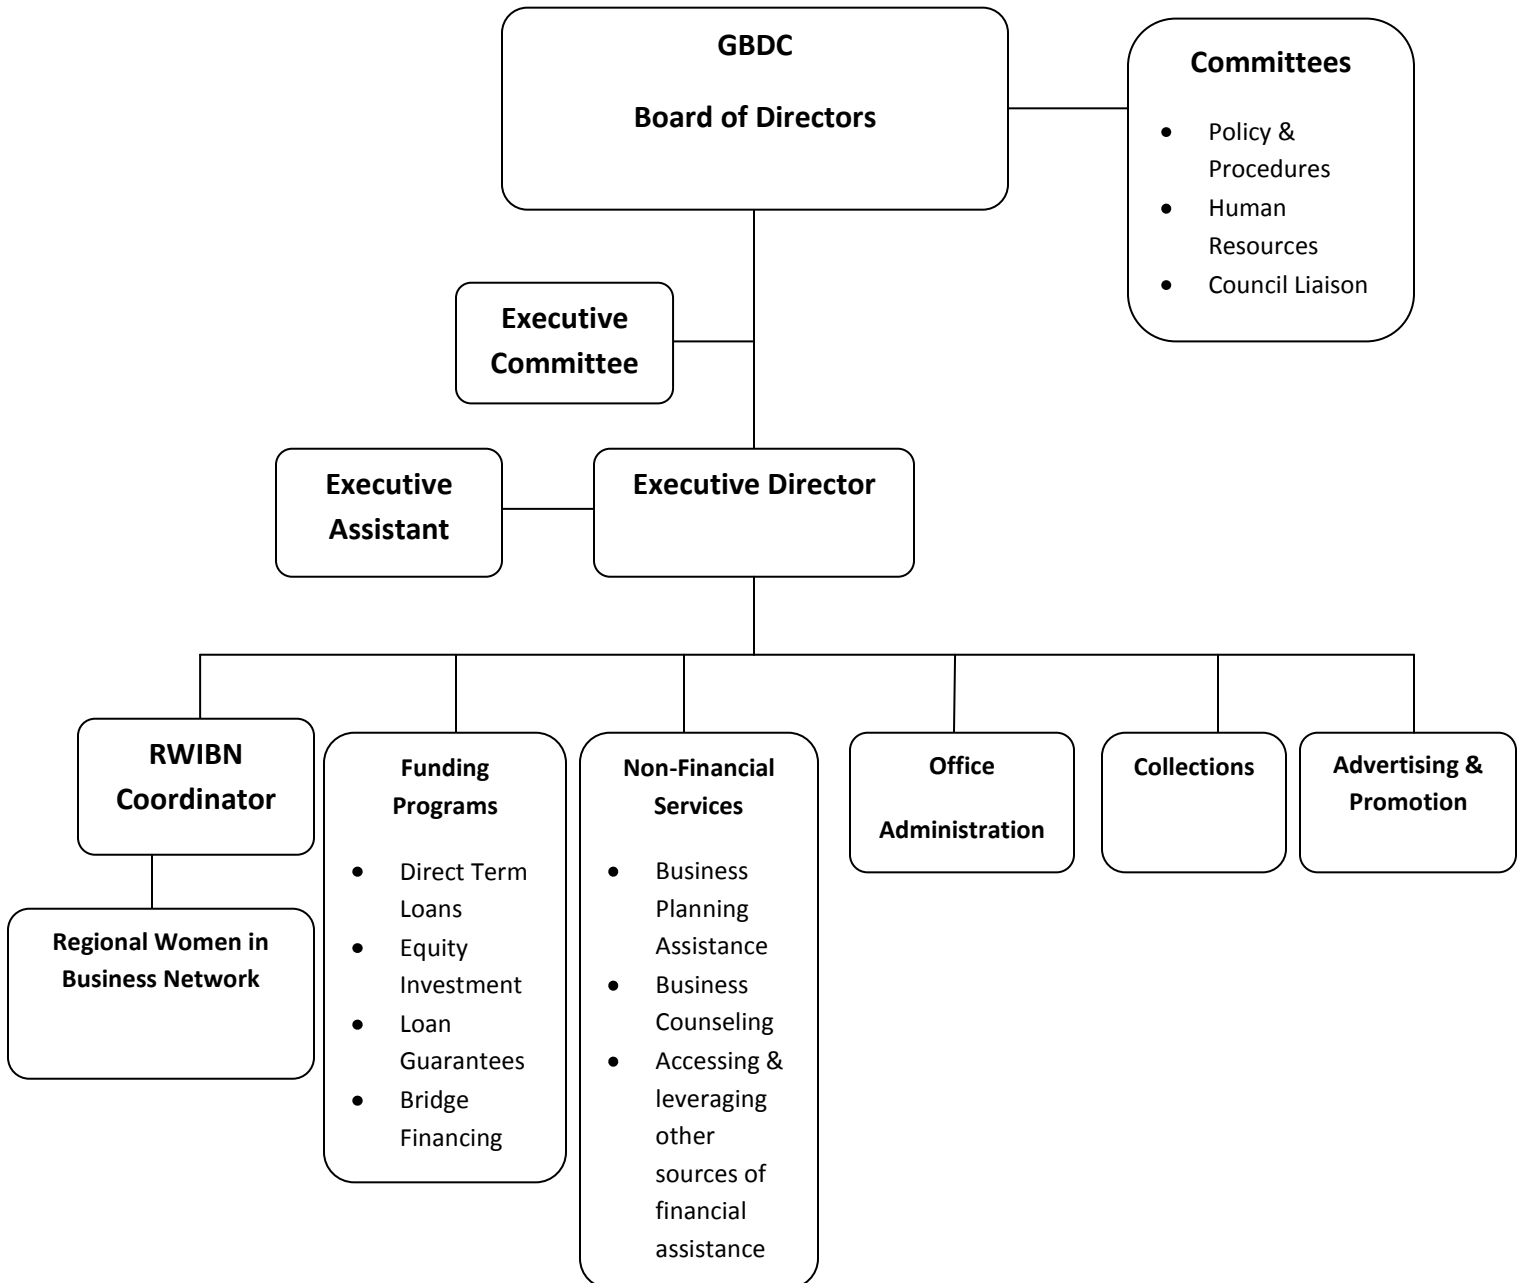 GBDC
Board of Directors
Committees
• Policy &
Procedures
• Human
Resources
• Council Liaison
Executive
Committee
Executive
Assistant
Executive Director
RWIBN
Coordinator
Regional Women in
Business Network
Funding
Programs
• Direct Term
Loans
• Equity
Investment
• Loan
Guarantees
• Bridge
Financing
Non-Financial
Services
• Business
Planning
Assistance
• Business
Counseling
• Accessing &
leveraging
other
sources of
financial
assistance
Office
Administration
Collections
Advertising &
Promotion